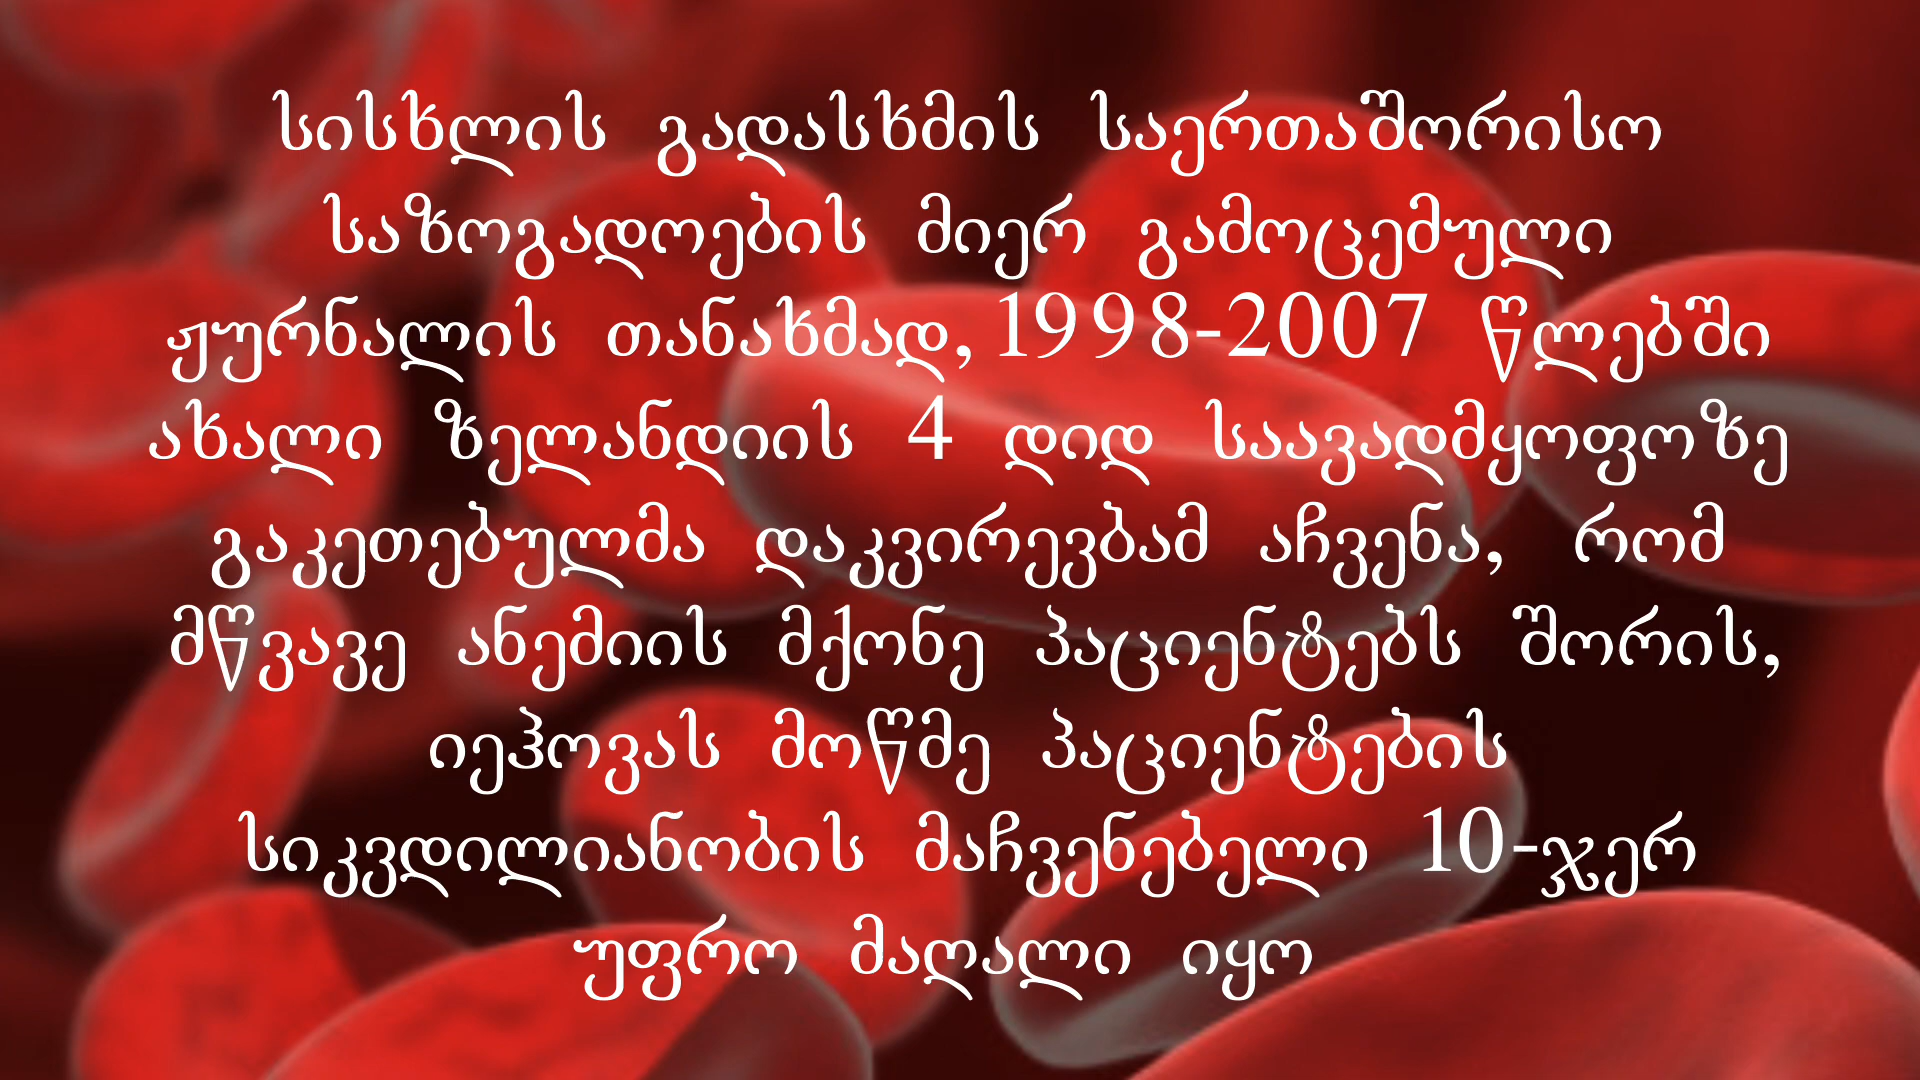 სისხლის გადასხმის საერთაშორისო
საზოგადოების მიერ გამოცემული
ჟურნალის თანახმად, 1998-2007 წლებში
ახალი ზელანდიის 4 დიდ საავადმყოფოზე
გაკეთებულმა დაკვირევბამ აჩვენა, რომ
მწვავე ანემიის მქონე პაციენტებს შორის,
იეჰოვას მოწმე პაციენტების
სიკვდილიანობის მაჩვენებელი 10-ჯერ
უფრო მაღალი იყო